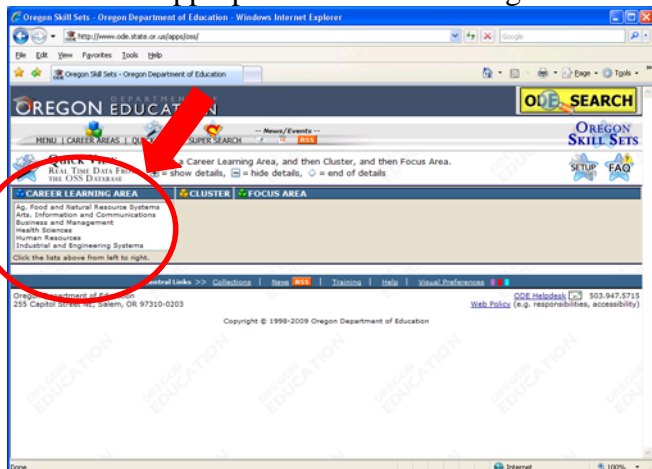 Oregon Skill Sets - Oregon Department of Education - Windows Internet Explorer
http://www.ode.state.or.us/apps/oss/
Google
File Edit View Favorites Tools Help
Oregon Skill Sets - Oregon Department of Education
Page Tools
OREGON EDUCATION
DEPARTMENT OF
ODE SEARCH
-- News/Events --
MENU | CAREER AREAS | SUPER SEARCH
RSS
OREGON
SKILL SETS
QUICK VIEW
a Career Learning Area, and then Cluster, and then Focus Area.
REAL TIME DATA FROM
THE OSS DATABASE
= show details, = hide details, = end of details
SETUP FAQ
CAREER LEARNING AREA CLUSTER FOCUS AREA
Ag. Food and Natural Resource Systems
Arts, Information and Communications
Business and Management
Health Sciences
Human Resources
Industrial and Engineering Systems
Click the lists above from left to right.
Central Links >> Collections | News RSS | Training | Help | Visual Preferences
Oregon Department of Education
255 Capitol Street NE, Salem, OR 97310-0203
ODE Helpdesk 503.947.5715
Web Policy (e.g. responsibilities, accessibility)
Copyright © 1998-2009 Oregon Department of Education
OREGON EDUCATION
Done
Internet
100%